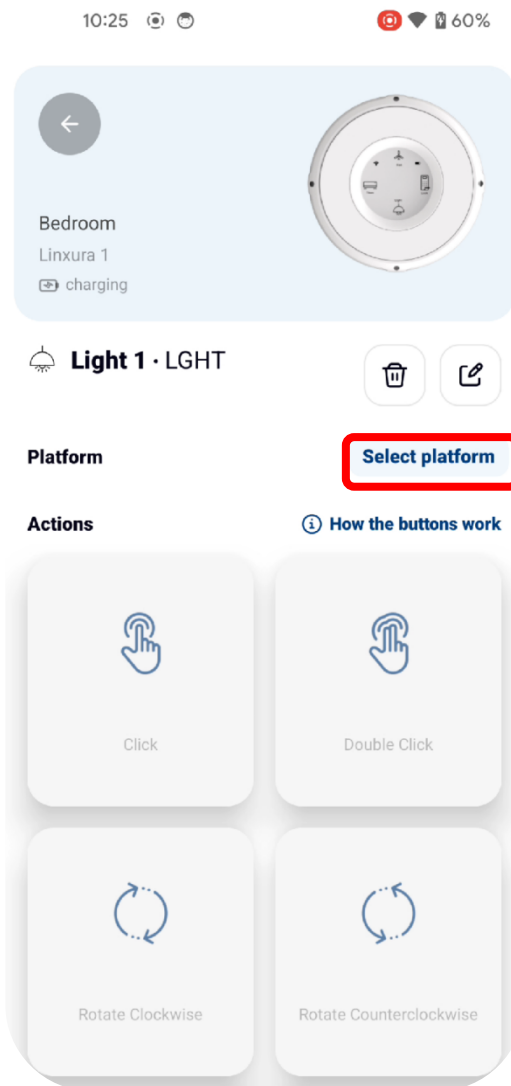 10:25 60%
Bedroom
Linxura 1
charging
Light 1 · LGHT
Platform Select platform
Actions How the buttons work
Click Double Click
Rotate Clockwise Rotate Counterclockwise